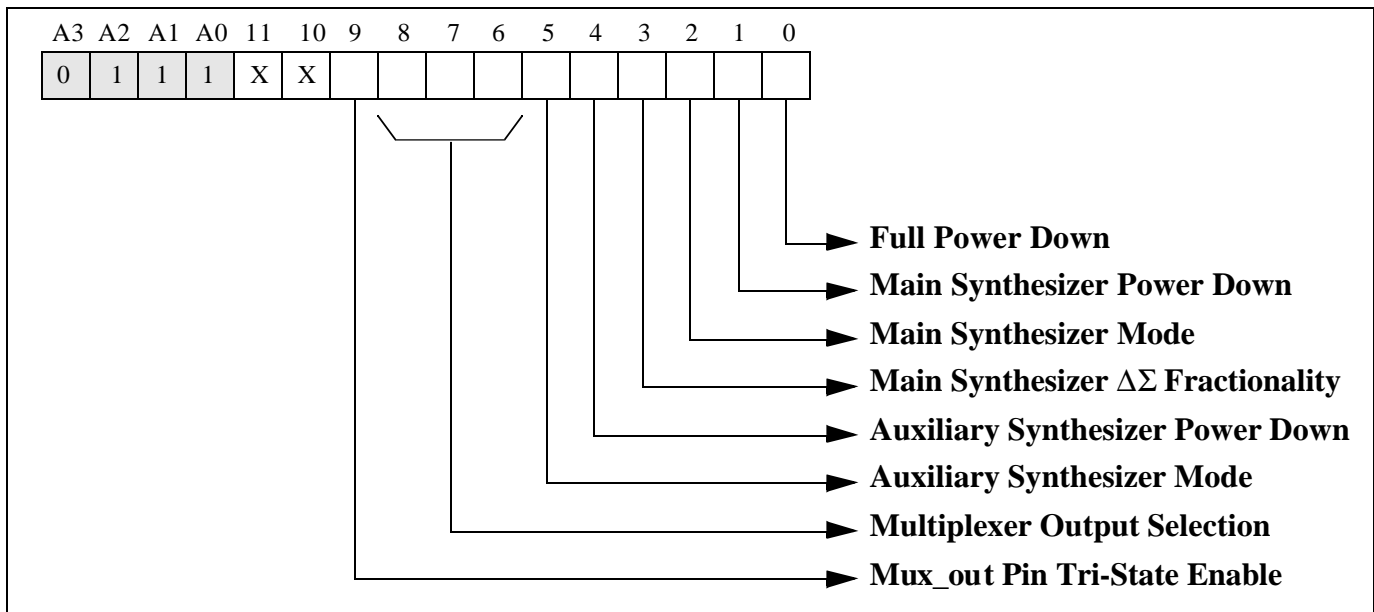 A3 A2 A1 A0 11 10 9 8 7 6 5 4 3 2 1 0
0 1 1 1 X X
Full Power Down
Main Synthesizer Power Down
Main Synthesizer Mode
Main Synthesizer ΔΣ Fractionality
Auxiliary Synthesizer Power Down
Auxiliary Synthesizer Mode
Multiplexer Output Selection
Mux_out Pin Tri-State Enable